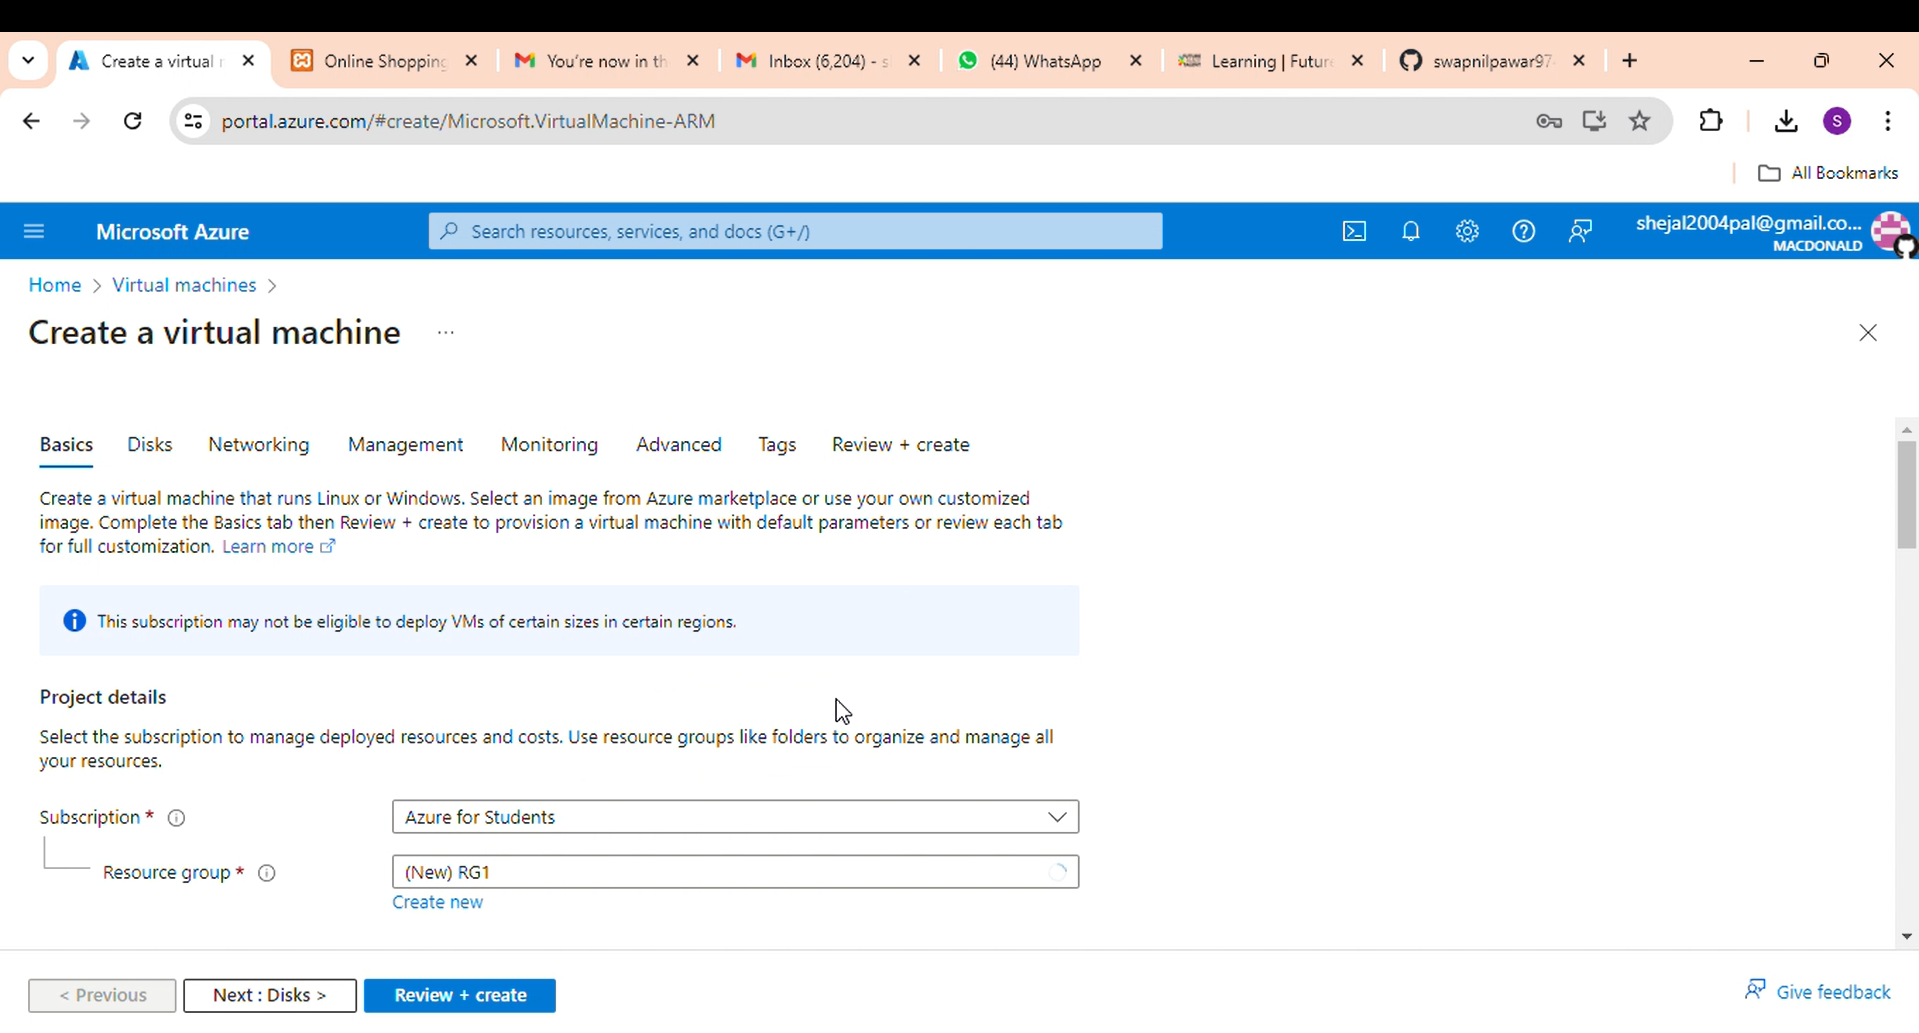 Create a virtual
Online Shopping
You're now in th
Inbox (6,204) - s
(44) WhatsApp
Learning | Future
swapnilpawar97
portal.azure.com/#create/Microsoft.VirtualMachine-ARM
S
All Bookmarks
Microsoft Azure
Search resources, services, and docs (G+/)
shejal2004pal@gmail.co...
MACDONALD
Home > Virtual machines >
Create a virtual machine ...
Basics Disks Networking Management Monitoring Advanced Tags Review + create
Create a virtual machine that runs Linux or Windows. Select an image from Azure marketplace or use your own customized
image. Complete the Basics tab then Review + create to provision a virtual machine with default parameters or review each tab
for full customization. Learn more
This subscription may not be eligible to deploy VMs of certain sizes in certain regions.
Project details
Select the subscription to manage deployed resources and costs. Use resource groups like folders to organize and manage all
your resources.
Subscription *
Azure for Students
Resource group *
(New) RG1
Create new
< Previous
Next : Disks >
Review + create
Give feedback